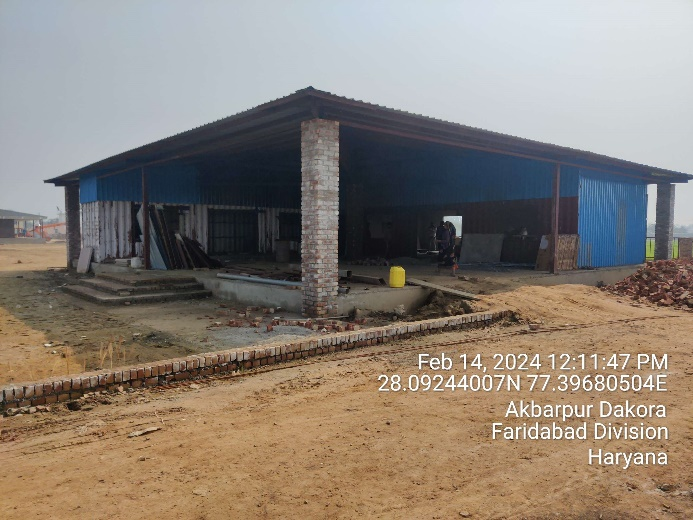 Feb 14, 2024 12:11:47 PM
28.09244007N 77.39680504E
Akbarpur Dakora
Faridabad Division
Haryana